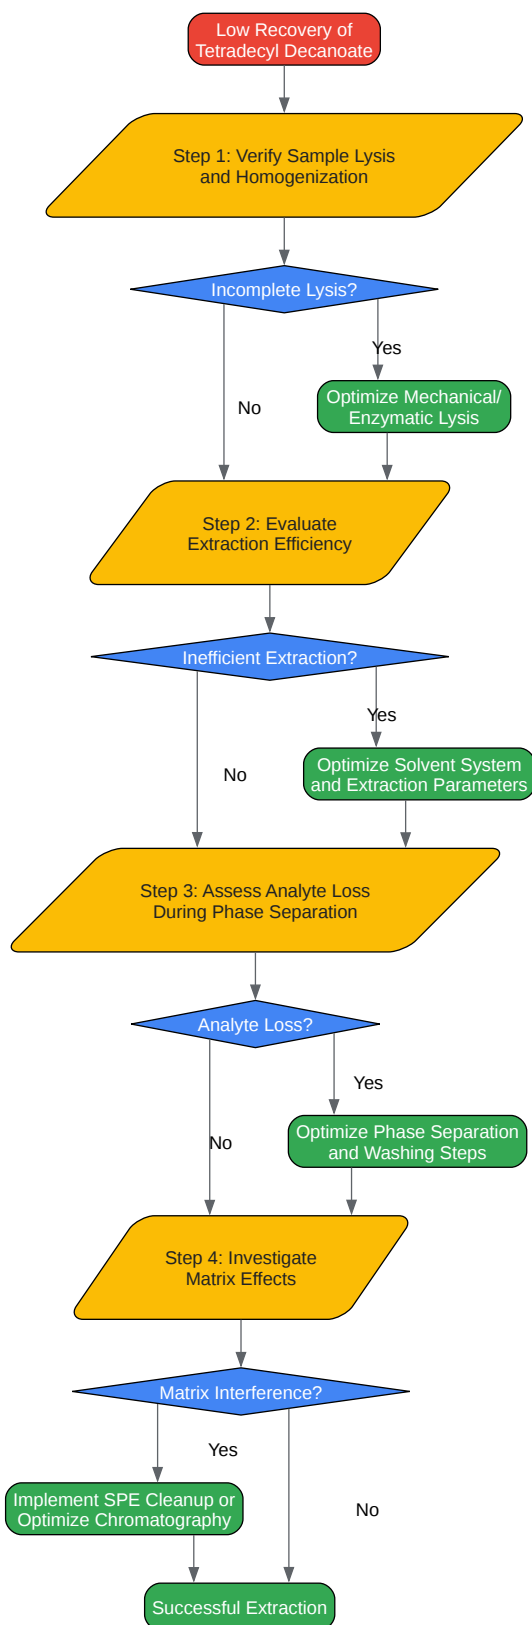 Low Recovery of
Tetradecyl Decanoate
Step 1: Verify Sample Lysis
and Homogenization
Incomplete Lysis?
Yes
Optimize Mechanical/
Enzymatic Lysis
No
Step 2: Evaluate
Extraction Efficiency
Inefficient Extraction?
Yes
Optimize Solvent System
and Extraction Parameters
No
Step 3: Assess Analyte Loss
During Phase Separation
Analyte Loss?
Yes
Optimize Phase Separation
and Washing Steps
No
Step 4: Investigate
Matrix Effects
Matrix Interference?
Yes
Implement SPE Cleanup or
Optimize Chromatography
No
Successful Extraction